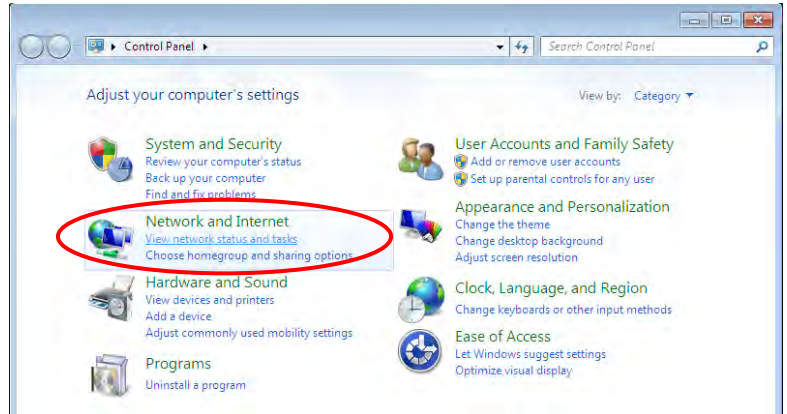 Control Panel
Search Control Panel
Adjust your computer's settings
View by: Category
System and Security
Review your computer's status
Back up your computer
Find and fix problems
Network and Internet
View network status and tasks
Choose homegroup and sharing options
Hardware and Sound
View devices and printers
Add a device
Adjust commonly used mobility settings
Programs
Uninstall a program
User Accounts and Family Safety
Add or remove user accounts
Set up parental controls for any user
Appearance and Personalization
Change the theme
Change desktop background
Adjust screen resolution
Clock, Language, and Region
Change keyboards or other input methods
Ease of Access
Let Windows suggest settings
Optimize visual display